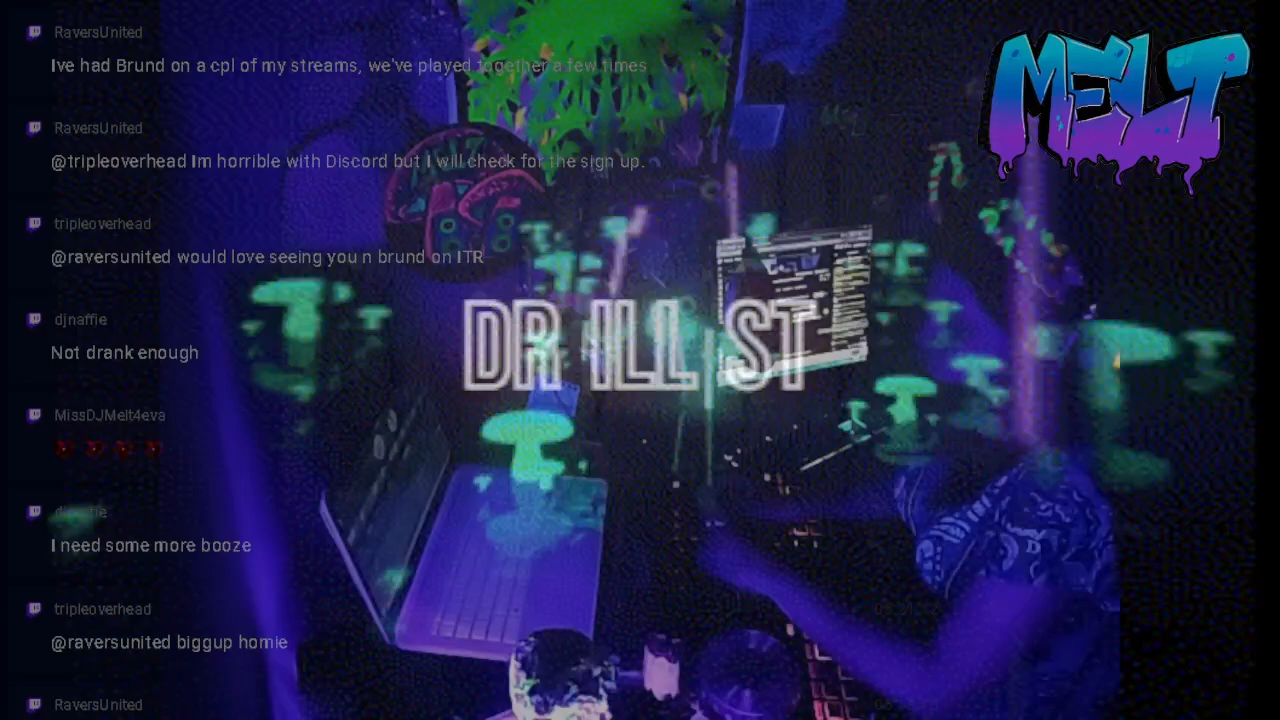 RaversUnited
Ive had Brund on a cpl of my streams, we've played together a few times
RaversUnited
@tripleoverhead Im horrible with Discord but I will check for the sign up.
tripleoverhead
@raversunited would love seeing you n brund on ITR
djnaffie
Not drank enough
MissDJMelt4eva
djnaffie
I need some more booze
tripleoverhead
@raversunited biggup homie
RaversUnited
MELT
DR ILL ST